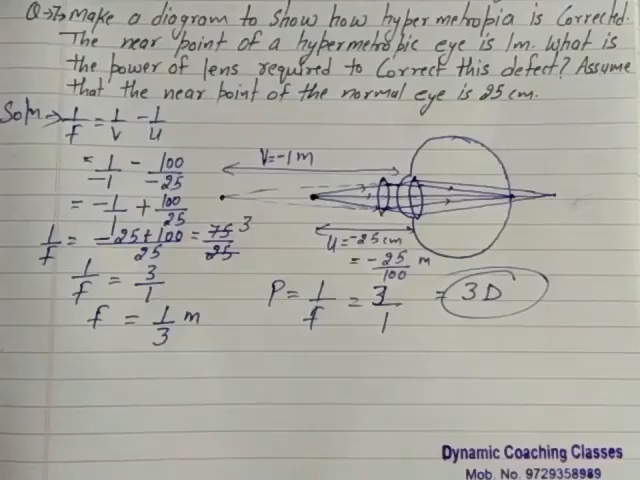 Q→7→ Make a diagram to show how hypermetropia is corrected.
The near point of a hypermetropic eye is 1m. What is
the power of lens required to correct this defect? Assume
that the near point of the normal eye is 25 cm.
Soln→ 1/f = 1/v - 1/u
= 1/-1 - 100/-25
V=-1m
= -1/1 + 100/25
u=-25cm
= -25/100 m
1/f = -25+100/25 = 75/25 3
1/f = 3/1
P = 1/f = 3/1 = 3D
f = 1/3 m
Dynamic Coaching Classes
Mob. No. 9729358989